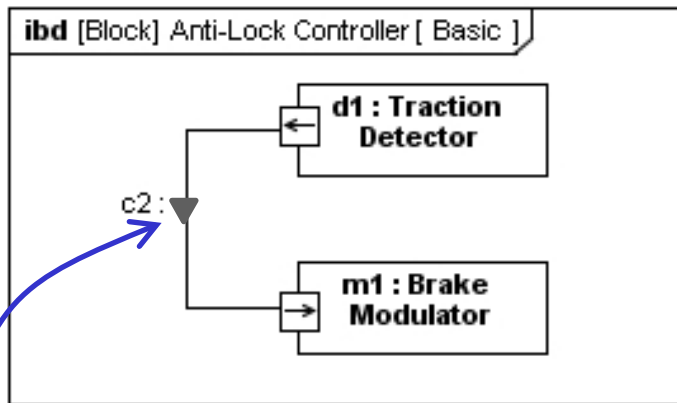 ibd [Block] Anti-Lock Controller [ Basic ]
d1 : Traction
Detector
c2 :
m1 : Brake
Modulator